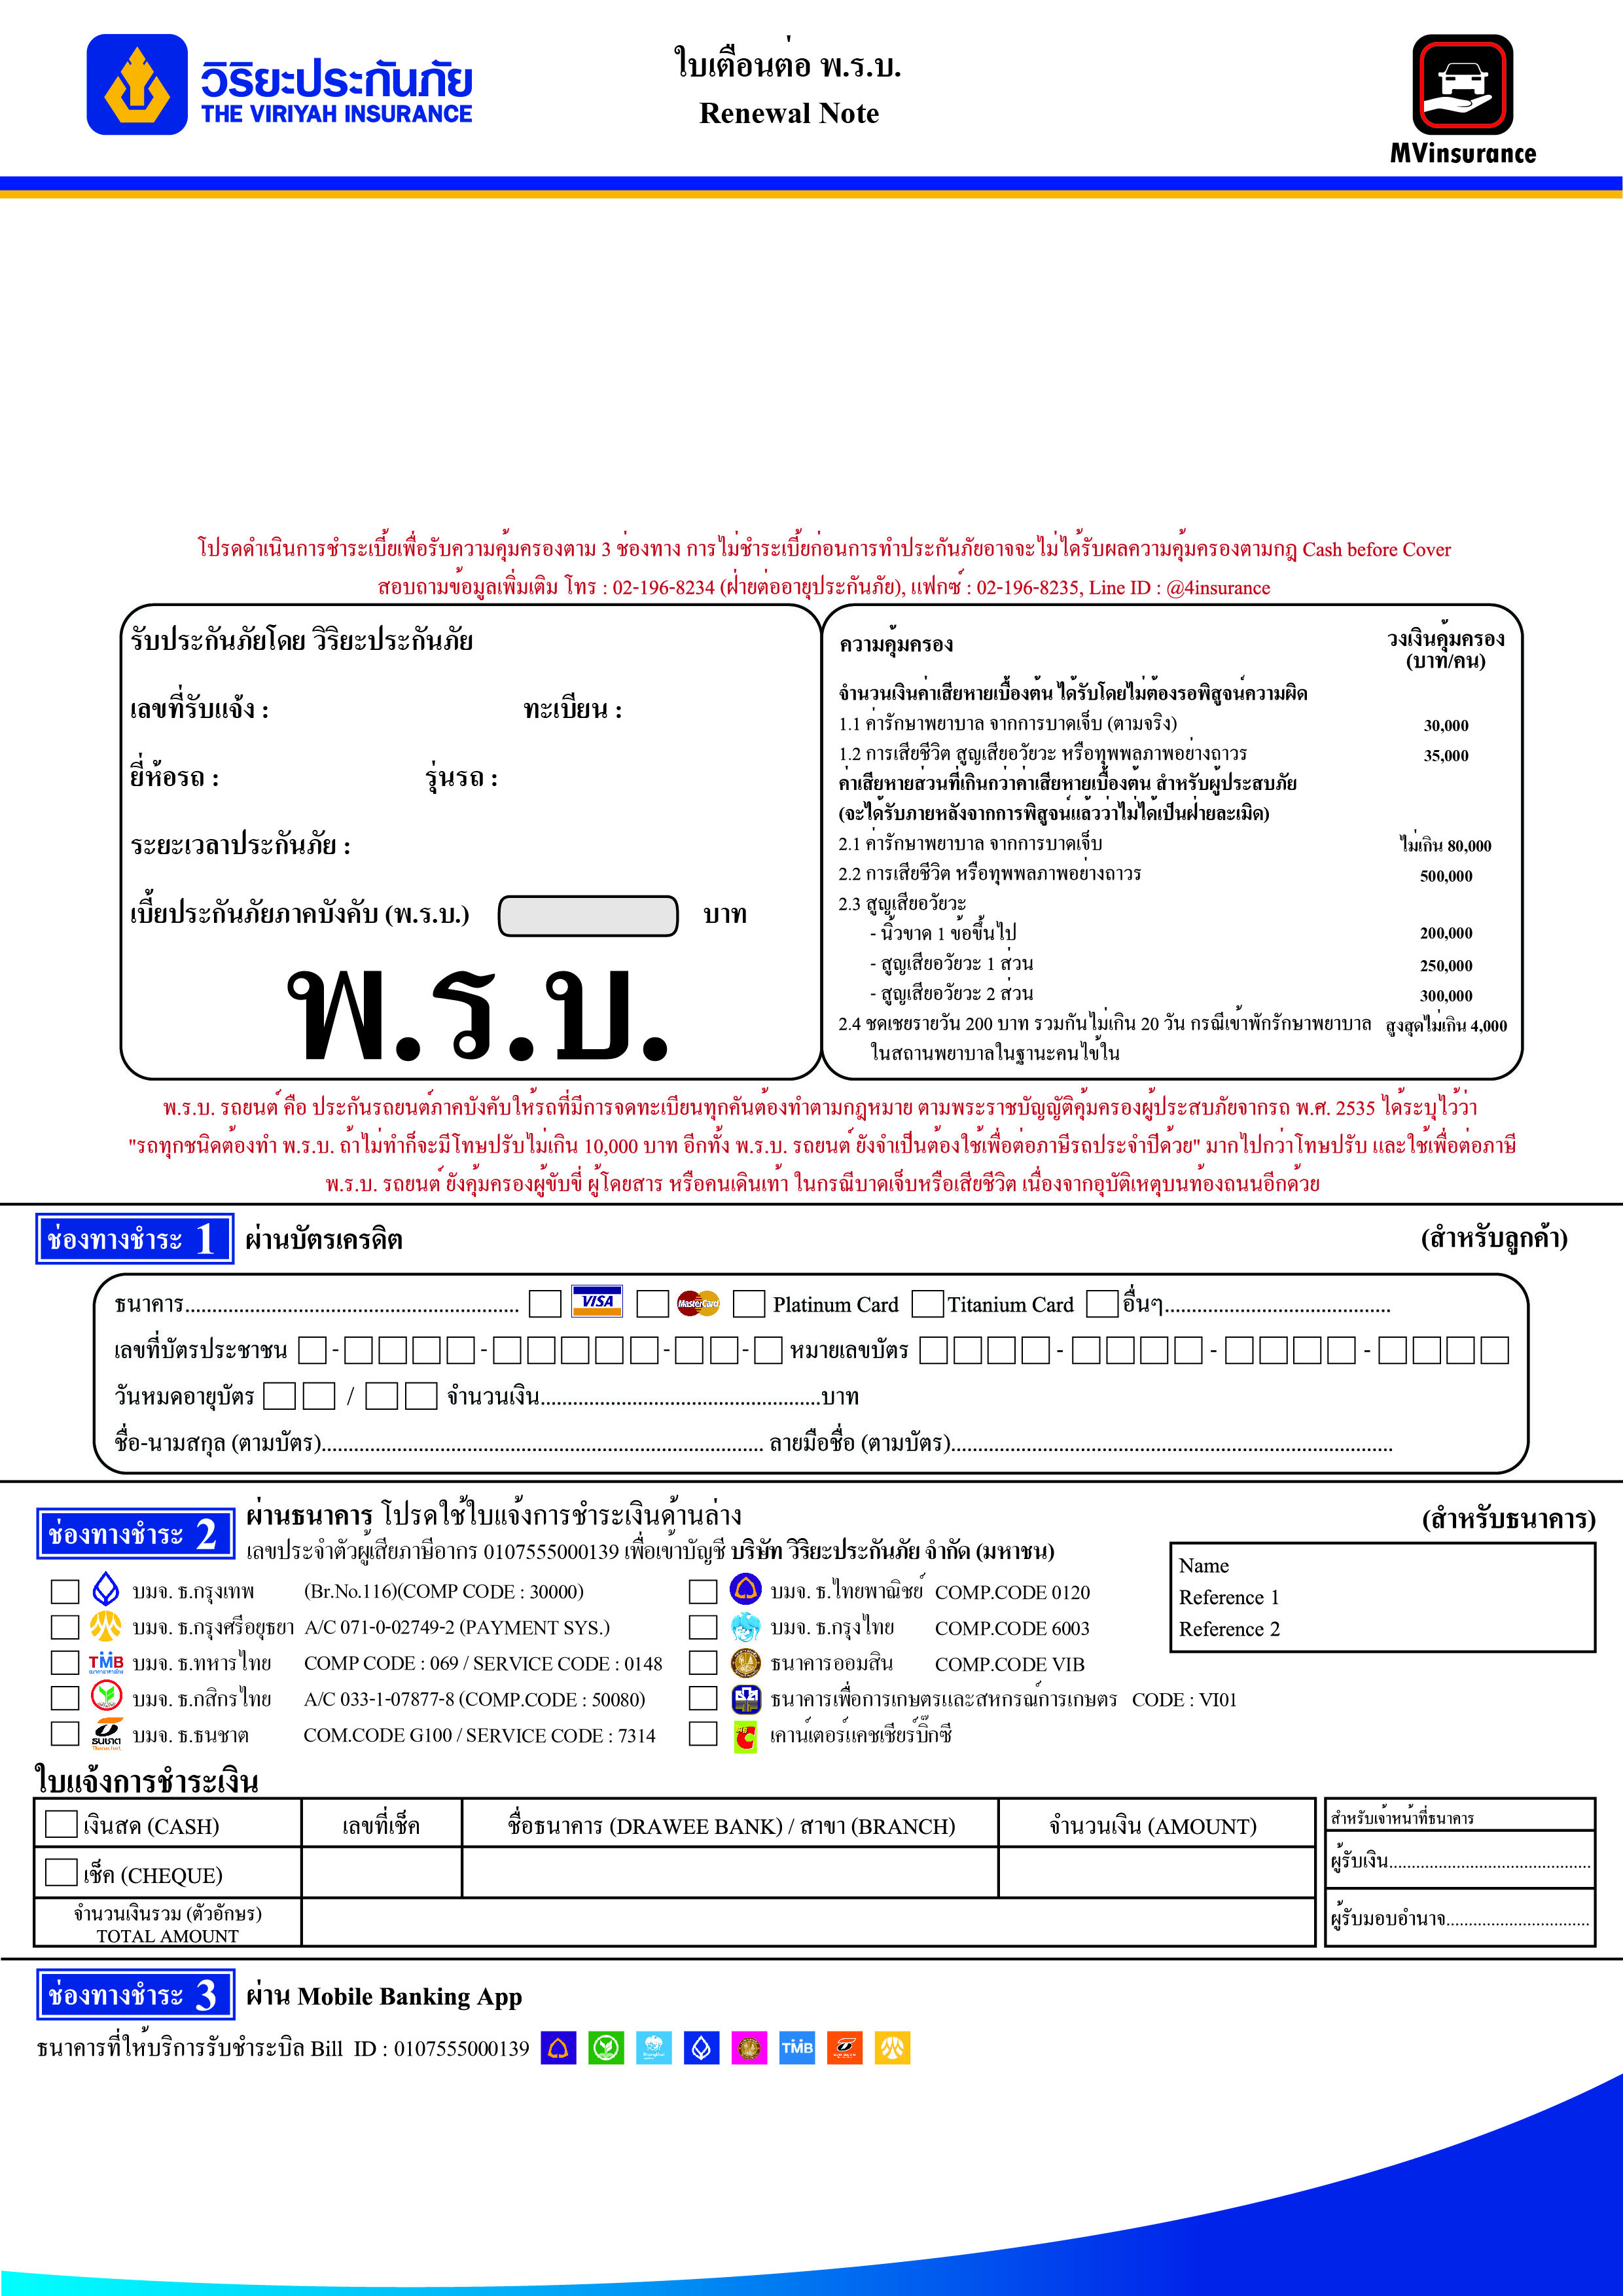 วิริยะประกันภัย
THE VIRIYAH INSURANCE
ใบเตือนต่อ พ.ร.บ.
Renewal Note
MVinsurance
โปรดดำเนินการชำระเบี้ยเพื่อรับความคุ้มครองตาม 3 ช่องทาง การไม่ชำระเบี้ยก่อนการทำประกันภัยอาจจะไม่ได้รับผลความคุ้มครองตามกฎ Cash before Cover
สอบถามข้อมูลเพิ่มเติม โทร : 02-196-8234 (ฝ่ายต่ออายุประกันภัย), แฟกซ์ : 02-196-8235, Line ID : @4insurance
รับประกันภัยโดย วิริยะประกันภัย
เลขที่รับแจ้ง : ทะเบียน :
ยี่ห้อรถ : รุ่นรถ :
ระยะเวลาประกันภัย :
เบี้ยประกันภัยภาคบังคับ (พ.ร.บ.) บาท
พ.ร.บ.
ความคุ้มครอง วงเงินคุ้มครอง
(บาท/คน)
จำนวนเงินค่าเสียหายเบื้องต้น ได้รับโดยไม่ต้องรอพิสูจน์ความผิด
1.1 ค่ารักษาพยาบาล จากการบาดเจ็บ (ตามจริง) 30,000
1.2 การเสียชีวิต สูญเสียอวัยวะ หรือทุพพลภาพอย่างถาวร 35,000
ค่าเสียหายส่วนที่เกินกว่าค่าเสียหายเบื้องต้น สำหรับผู้ประสบภัย
(จะได้รับภายหลังจากการพิสูจน์แล้วว่าไม่ได้เป็นฝ่ายละเมิด)
2.1 ค่ารักษาพยาบาล จากการบาดเจ็บ ไม่เกิน 80,000
2.2 การเสียชีวิต หรือทุพพลภาพอย่างถาวร 500,000
2.3 สูญเสียอวัยวะ
- นิ้วขาด 1 ข้อขึ้นไป 200,000
- สูญเสียอวัยวะ 1 ส่วน 250,000
- สูญเสียอวัยวะ 2 ส่วน 300,000
2.4 ชดเชยรายวัน 200 บาท รวมกันไม่เกิน 20 วัน กรณีเข้าพักรักษาพยาบาล สูงสุดไม่เกิน 4,000
ในสถานพยาบาลในฐานะคนไข้ใน
พ.ร.บ. รถยนต์ คือ ประกันรถยนต์ภาคบังคับให้รถที่มีการจดทะเบียนทุกคันต้องทำตามกฎหมาย ตามพระราชบัญญัติคุ้มครองผู้ประสบภัยจากรถ พ.ศ. 2535 ได้ระบุไว้ว่า
"รถทุกชนิดต้องทำ พ.ร.บ. ถ้าไม่ทำก็จะมีโทษปรับไม่เกิน 10,000 บาท อีกทั้ง พ.ร.บ. รถยนต์ ยังจำเป็นต้องใช้เพื่อต่อภาษีรถประจำปีด้วย" มากไปกว่าโทษปรับ และใช้เพื่อต่อภาษี
พ.ร.บ. รถยนต์ ยังคุ้มครองผู้ขับขี่ ผู้โดยสาร หรือคนเดินเท้า ในกรณีบาดเจ็บหรือเสียชีวิต เนื่องจากอุบัติเหตุบนท้องถนนอีกด้วย
ช่องทางชำระ 1 ผ่านบัตรเครดิต (สำหรับลูกค้า)
ธนาคาร.............................................................. VISA MasterCard Platinum Card Titanium Card อื่นๆ..........................................
เลขที่บัตรประชาชน - - - - หมายเลขบัตร - - -
วันหมดอายุบัตร / จำนวนเงิน....................................................บาท
ชื่อ-นามสกุล (ตามบัตร).................................................................................. ลายมือชื่อ (ตามบัตร)..................................................................................
ช่องทางชำระ 2 ผ่านธนาคาร โปรดใช้ใบแจ้งการชำระเงินด้านล่าง (สำหรับธนาคาร)
เลขประจำตัวผู้เสียภาษีอากร 0107555000139 เพื่อเข้าบัญชี บริษัท วิริยะประกันภัย จำกัด (มหาชน)
Name
Reference 1
Reference 2
บมจ. ธ.กรุงเทพ (Br.No.116)(COMP CODE : 30000) บมจ. ธ.ไทยพาณิชย์ COMP.CODE 0120
บมจ. ธ.กรุงศรีอยุธยา A/C 071-0-02749-2 (PAYMENT SYS.) บมจ. ธ.กรุงไทย COMP.CODE 6003
TMB บมจ. ธ.ทหารไทย COMP CODE : 069 / SERVICE CODE : 0148 ธนาคารออมสิน COMP.CODE VIB
บมจ. ธ.กสิกรไทย A/C 033-1-07877-8 (COMP.CODE : 50080) ธนาคารเพื่อการเกษตรและสหกรณ์การเกษตร CODE : VI01
ธนชาต บมจ. ธ.ธนชาต COM.CODE G100 / SERVICE CODE : 7314 เคาน์เตอร์แคชเชียร์บิ๊กซี
ใบแจ้งการชำระเงิน
เงินสด (CASH) เลขที่เช็ค ชื่อธนาคาร (DRAWEE BANK) / สาขา (BRANCH) จำนวนเงิน (AMOUNT) สำหรับเจ้าหน้าที่ธนาคาร
เช็ค (CHEQUE) ผู้รับเงิน.............................................
จำนวนเงินรวม (ตัวอักษร) ผู้รับมอบอำนาจ................................
TOTAL AMOUNT
ช่องทางชำระ 3 ผ่าน Mobile Banking App
ธนาคารที่ให้บริการรับชำระบิล Bill ID : 0107555000139 TMB